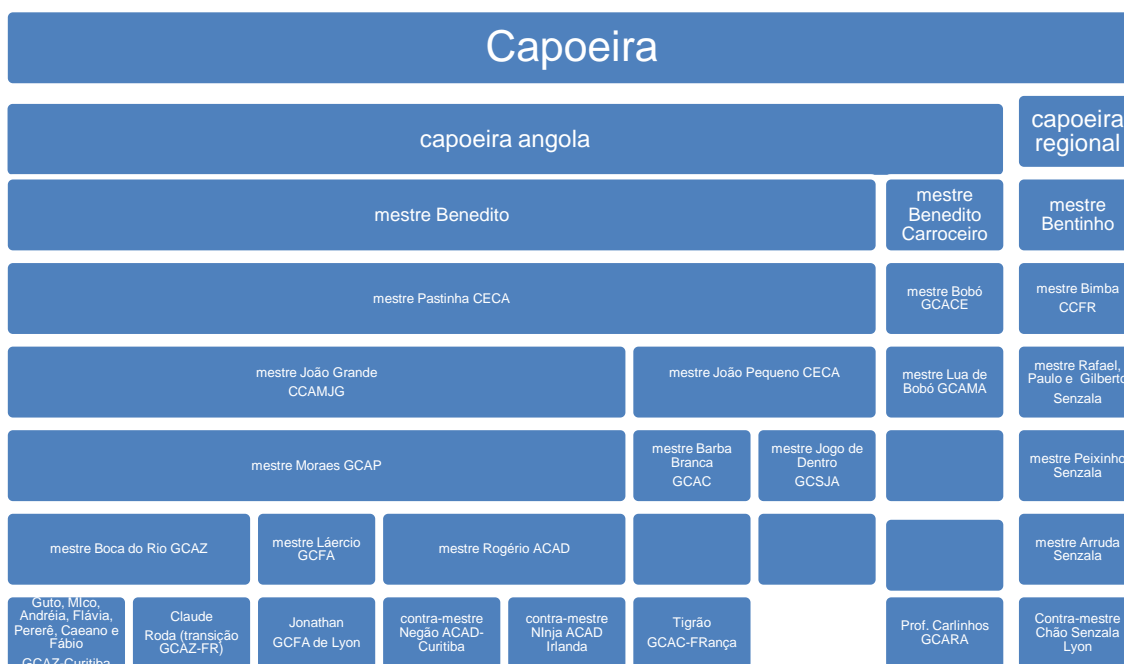 Capoeira
capoeira angola
capoeira
regional
mestre Benedito
mestre
Benedito
Carroceiro
mestre
Bentinho
mestre Pastinha CECA
mestre Bobó
GCACE
mestre Bimba
CCFR
mestre João Grande
CCAMJG
mestre João Pequeno CECA
mestre Lua de
Bobó GCAMA
mestre Rafael,
Paulo e Gilberto
Senzala
mestre Moraes GCAP
mestre Barba
Branca
GCAC
mestre Jogo de
Dentro
GCSJA
mestre Peixinho
Senzala
mestre Boca do Rio GCAZ
mestre Láercio
GCFA
mestre Rogério ACAD
mestre Arruda
Senzala
Guto, MIco,
Andréia, Flávia,
Pererê, Caeano e
Fábio
GCAZ-Curitiba
Claude
Roda (transição
GCAZ-FR)
Jonathan
GCFA de Lyon
contra-mestre
Negão ACAD-
Curitiba
contra-mestre
NInja ACAD
Irlanda
Tigrão
GCAC-FRança
Prof. Carlinhos
GCARA
Contra-mestre
Chão Senzala
Lyon